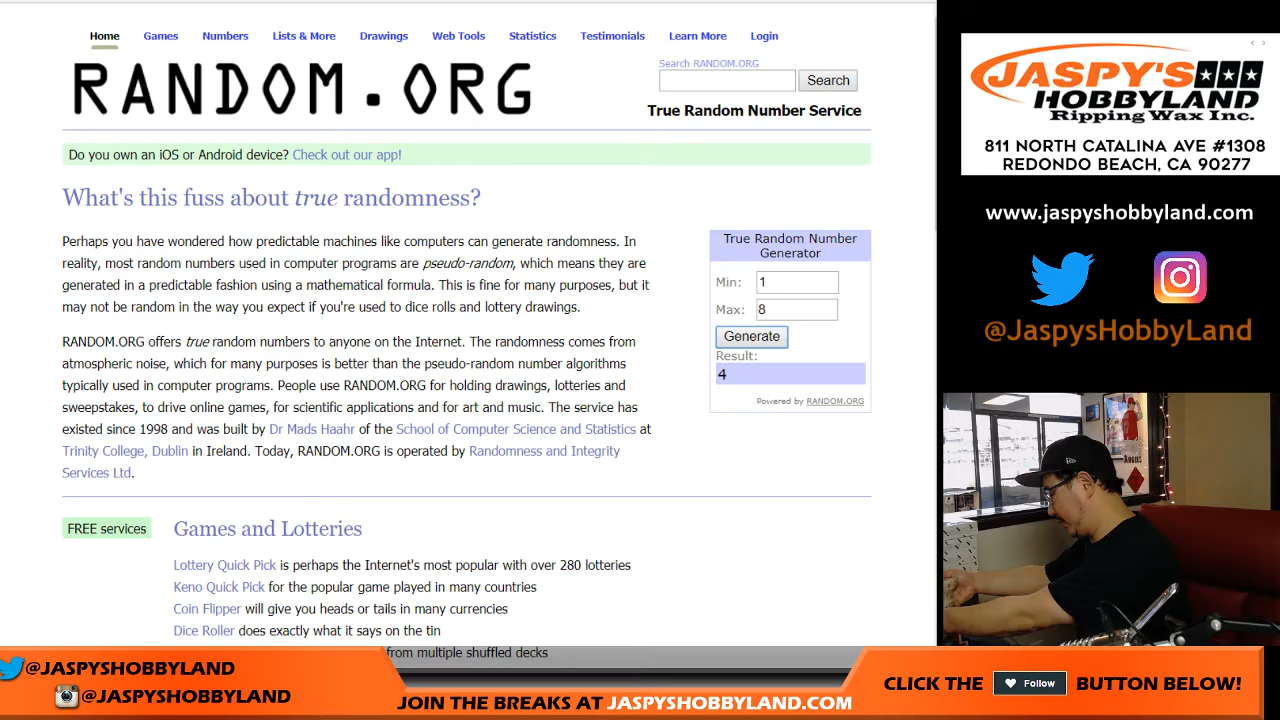 Home Games Numbers Lists & More Drawings Web Tools Statistics Testimonials Learn More Login
RANDOM.ORG
Search RANDOM.ORG
Search
True Random Number Service
Do you own an iOS or Android device? Check out our app!
What's this fuss about true randomness?
Perhaps you have wondered how predictable machines like computers can generate randomness. In
reality, most random numbers used in computer programs are pseudo-random, which means they are
generated in a predictable fashion using a mathematical formula. This is fine for many purposes, but it
may not be random in the way you expect if you're used to dice rolls and lottery drawings.
RANDOM.ORG offers true random numbers to anyone on the Internet. The randomness comes from
atmospheric noise, which for many purposes is better than the pseudo-random number algorithms
typically used in computer programs. People use RANDOM.ORG for holding drawings, lotteries and
sweepstakes, to drive online games, for scientific applications and for art and music. The service has
existed since 1998 and was built by Dr Mads Haahr of the School of Computer Science and Statistics at
Trinity College, Dublin in Ireland. Today, RANDOM.ORG is operated by Randomness and Integrity
Services Ltd.
True Random Number
Generator
Min: 1
Max: 8
Generate
Result:
4
Powered by RANDOM.ORG
FREE services
Games and Lotteries
Lottery Quick Pick is perhaps the Internet's most popular with over 280 lotteries
Keno Quick Pick for the popular game played in many countries
Coin Flipper will give you heads or tails in many currencies
Dice Roller does exactly what it says on the tin
from multiple shuffled decks
JASPY'S
HOBBYLAND
Ripping Wax Inc.
811 NORTH CATALINA AVE #1308
REDONDO BEACH, CA 90277
www.jaspyshobbyland.com
@JaspysHobbyLand
ANGELS
@JASPYSHOBBYLAND
@JASPYSHOBBYLAND
JOIN THE BREAKS AT JASPYSHOBBYLAND.COM
CLICK THE Follow BUTTON BELOW!